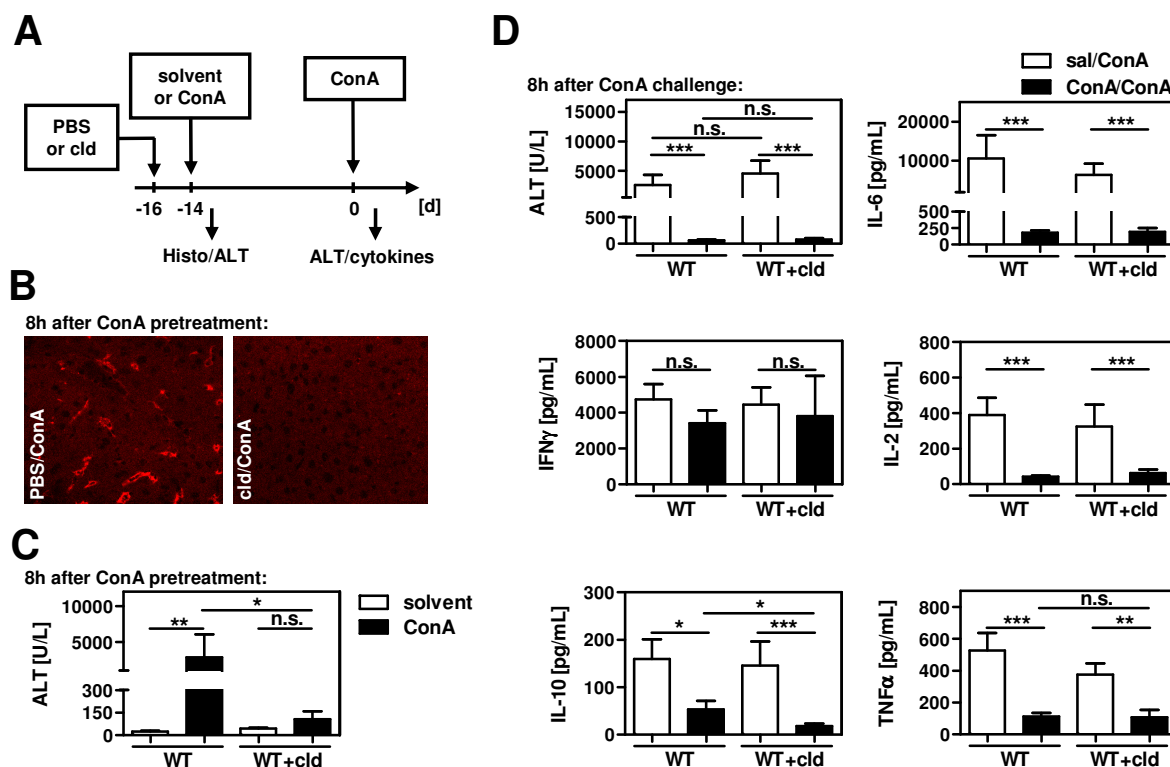 A
solvent
or ConA
ConA
PBS
or cld
-16
-14
0
[d]
Histo/ALT
ALT/cytokines
B
8h after ConA pretreatment:
PBS/ConA
cld/ConA
C
8h after ConA pretreatment:
ALT [U/L]
10000
5000
300
150
0
**
*
n.s.
WT
WT+cld
solvent
ConA
D
sal/ConA
ConA/ConA
8h after ConA challenge:
ALT [U/L]
15000
10000
5000
500
0
n.s.
n.s.
***
***
WT
WT+cld
IL-6 [pg/mL]
20000
10000
500
250
0
***
***
WT
WT+cld
IFNγ [pg/mL]
8000
6000
4000
2000
0
n.s.
n.s.
WT
WT+cld
IL-2 [pg/mL]
800
600
400
200
0
***
***
WT
WT+cld
IL-10 [pg/mL]
300
200
100
0
*
*
***
WT
WT+cld
TNFα [pg/mL]
800
600
400
200
0
n.s.
***
**
WT
WT+cld